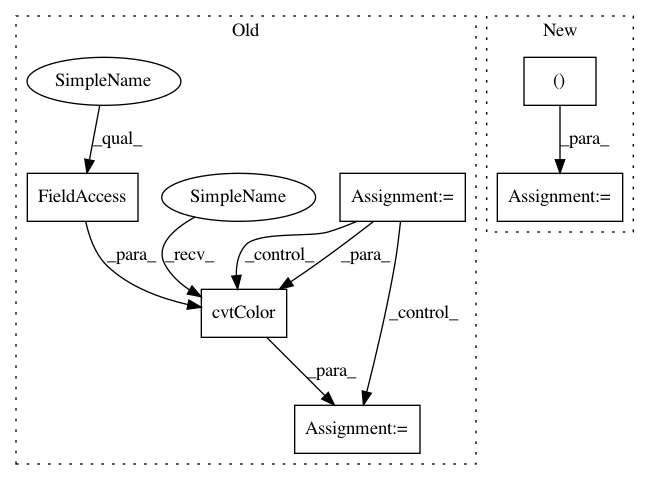 Old
New
SimpleName
()
_qual_
_para_
FieldAccess
SimpleName
Assignment:=
Assignment:=
_para_
_recv_
_control_
_para_
cvtColor
_control_
_para_
Assignment:=